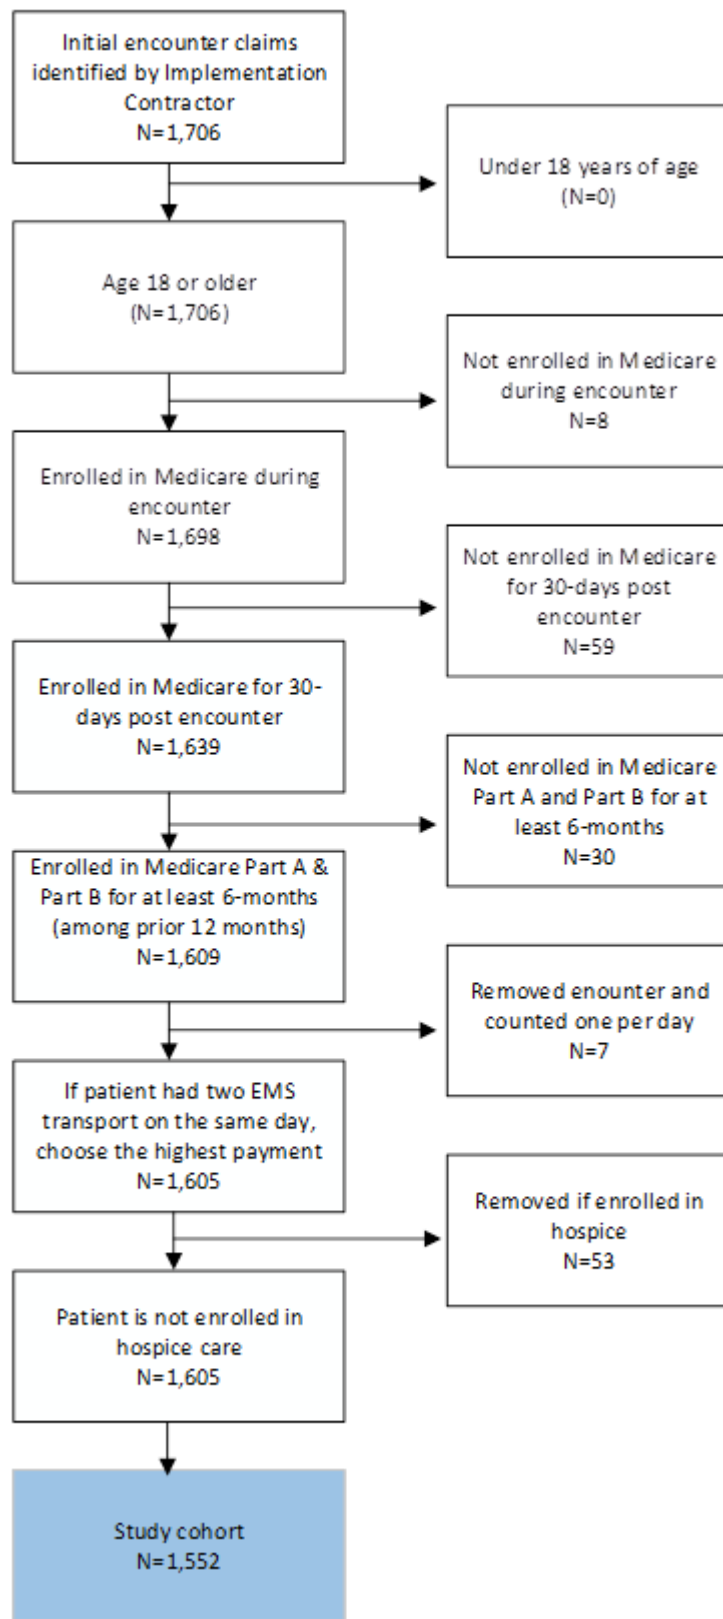 Initial encounter claims
identified by Implementation
Contractor
N=1,706
Under 18 years of age
(N=0)
Age 18 or older
(N=1,706)
Not enrolled in Medicare
during encounter
N=8
Enrolled in Medicare during
encounter
N=1,698
Not enrolled in Medicare
for 30-days post
encounter
N=59
Enrolled in Medicare for 30-
days post encounter
N=1,639
Not enrolled in Medicare
Part A and Part B for at
least 6-months
N=30
Enrolled in Medicare Part A &
Part B for at least 6-months
(among prior 12 months)
N=1,609
Removed enounter and
counted one per day
N=7
If patient had two EMS
transport on the same day,
choose the highest payment
N=1,605
Removed if enrolled in
hospice
N=53
Patient is not enrolled in
hospice care
N=1,605
Study cohort
N=1,552